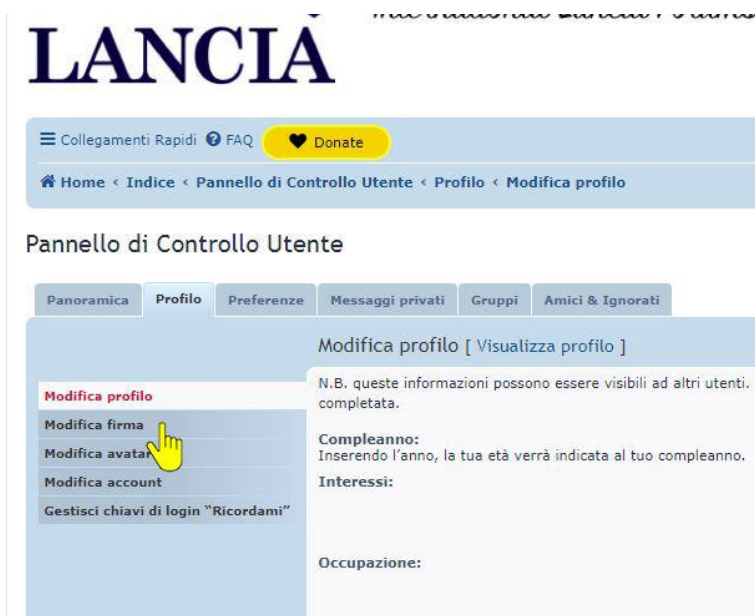 LANCIA
Collegamenti Rapidi FAQ Donate
Home ‹ Indice ‹ Pannello di Controllo Utente ‹ Profilo ‹ Modifica profilo
Pannello di Controllo Utente
Panoramica Profilo Preferenze Messaggi privati Gruppi Amici & Ignorati
Modifica profilo [ Visualizza profilo ]
N.B. queste informazioni possono essere visibili ad altri utenti.
completata.
Modifica profilo
Modifica firma
Modifica avatar
Modifica account
Gestisci chiavi di login “Ricordami”
Compleanno:
Inserendo l’anno, la tua età verrà indicata al tuo compleanno.
Interessi:
Occupazione: